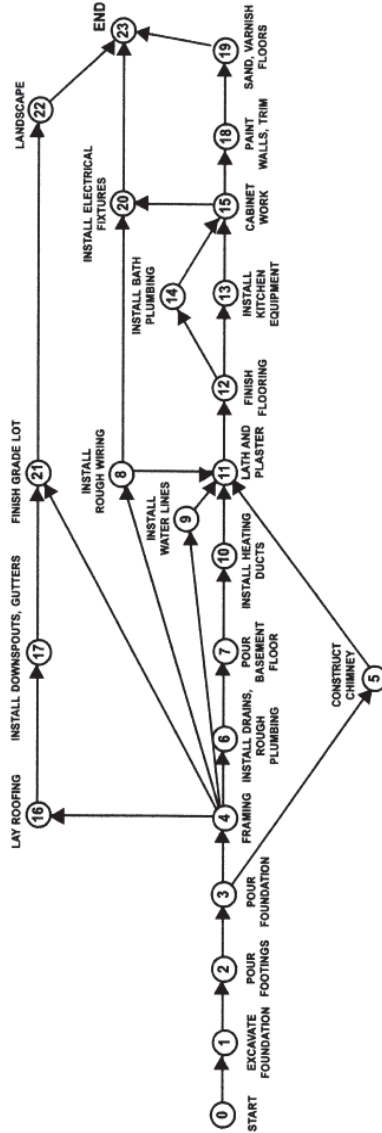 LAY ROOFING
INSTALL DOWNSPOUTS, GUTTERS
FINISH GRADE LOT
LANDSCAPE
16
17
21
22
INSTALL
ROUGH WIRING
8
INSTALL ELECTRICAL
FIXTURES
20
END
23
INSTALL
WATER LINES
9
INSTALL BATH
PLUMBING
14
0
START
1
EXCAVATE
FOUNDATION
2
POUR
FOOTINGS
3
POUR
FOUNDATION
4
FRAMING
6
INSTALL DRAINS,
ROUGH
PLUMBING
7
POUR
BASEMENT
FLOOR
10
INSTALL HEATING
DUCTS
11
LATH AND
PLASTER
12
FINISH
FLOORING
13
INSTALL
KITCHEN
EQUIPMENT
15
CABINET
WORK
18
PAINT
WALLS, TRIM
19
SAND, VARNISH
FLOORS
CONSTRUCT
CHIMNEY
5